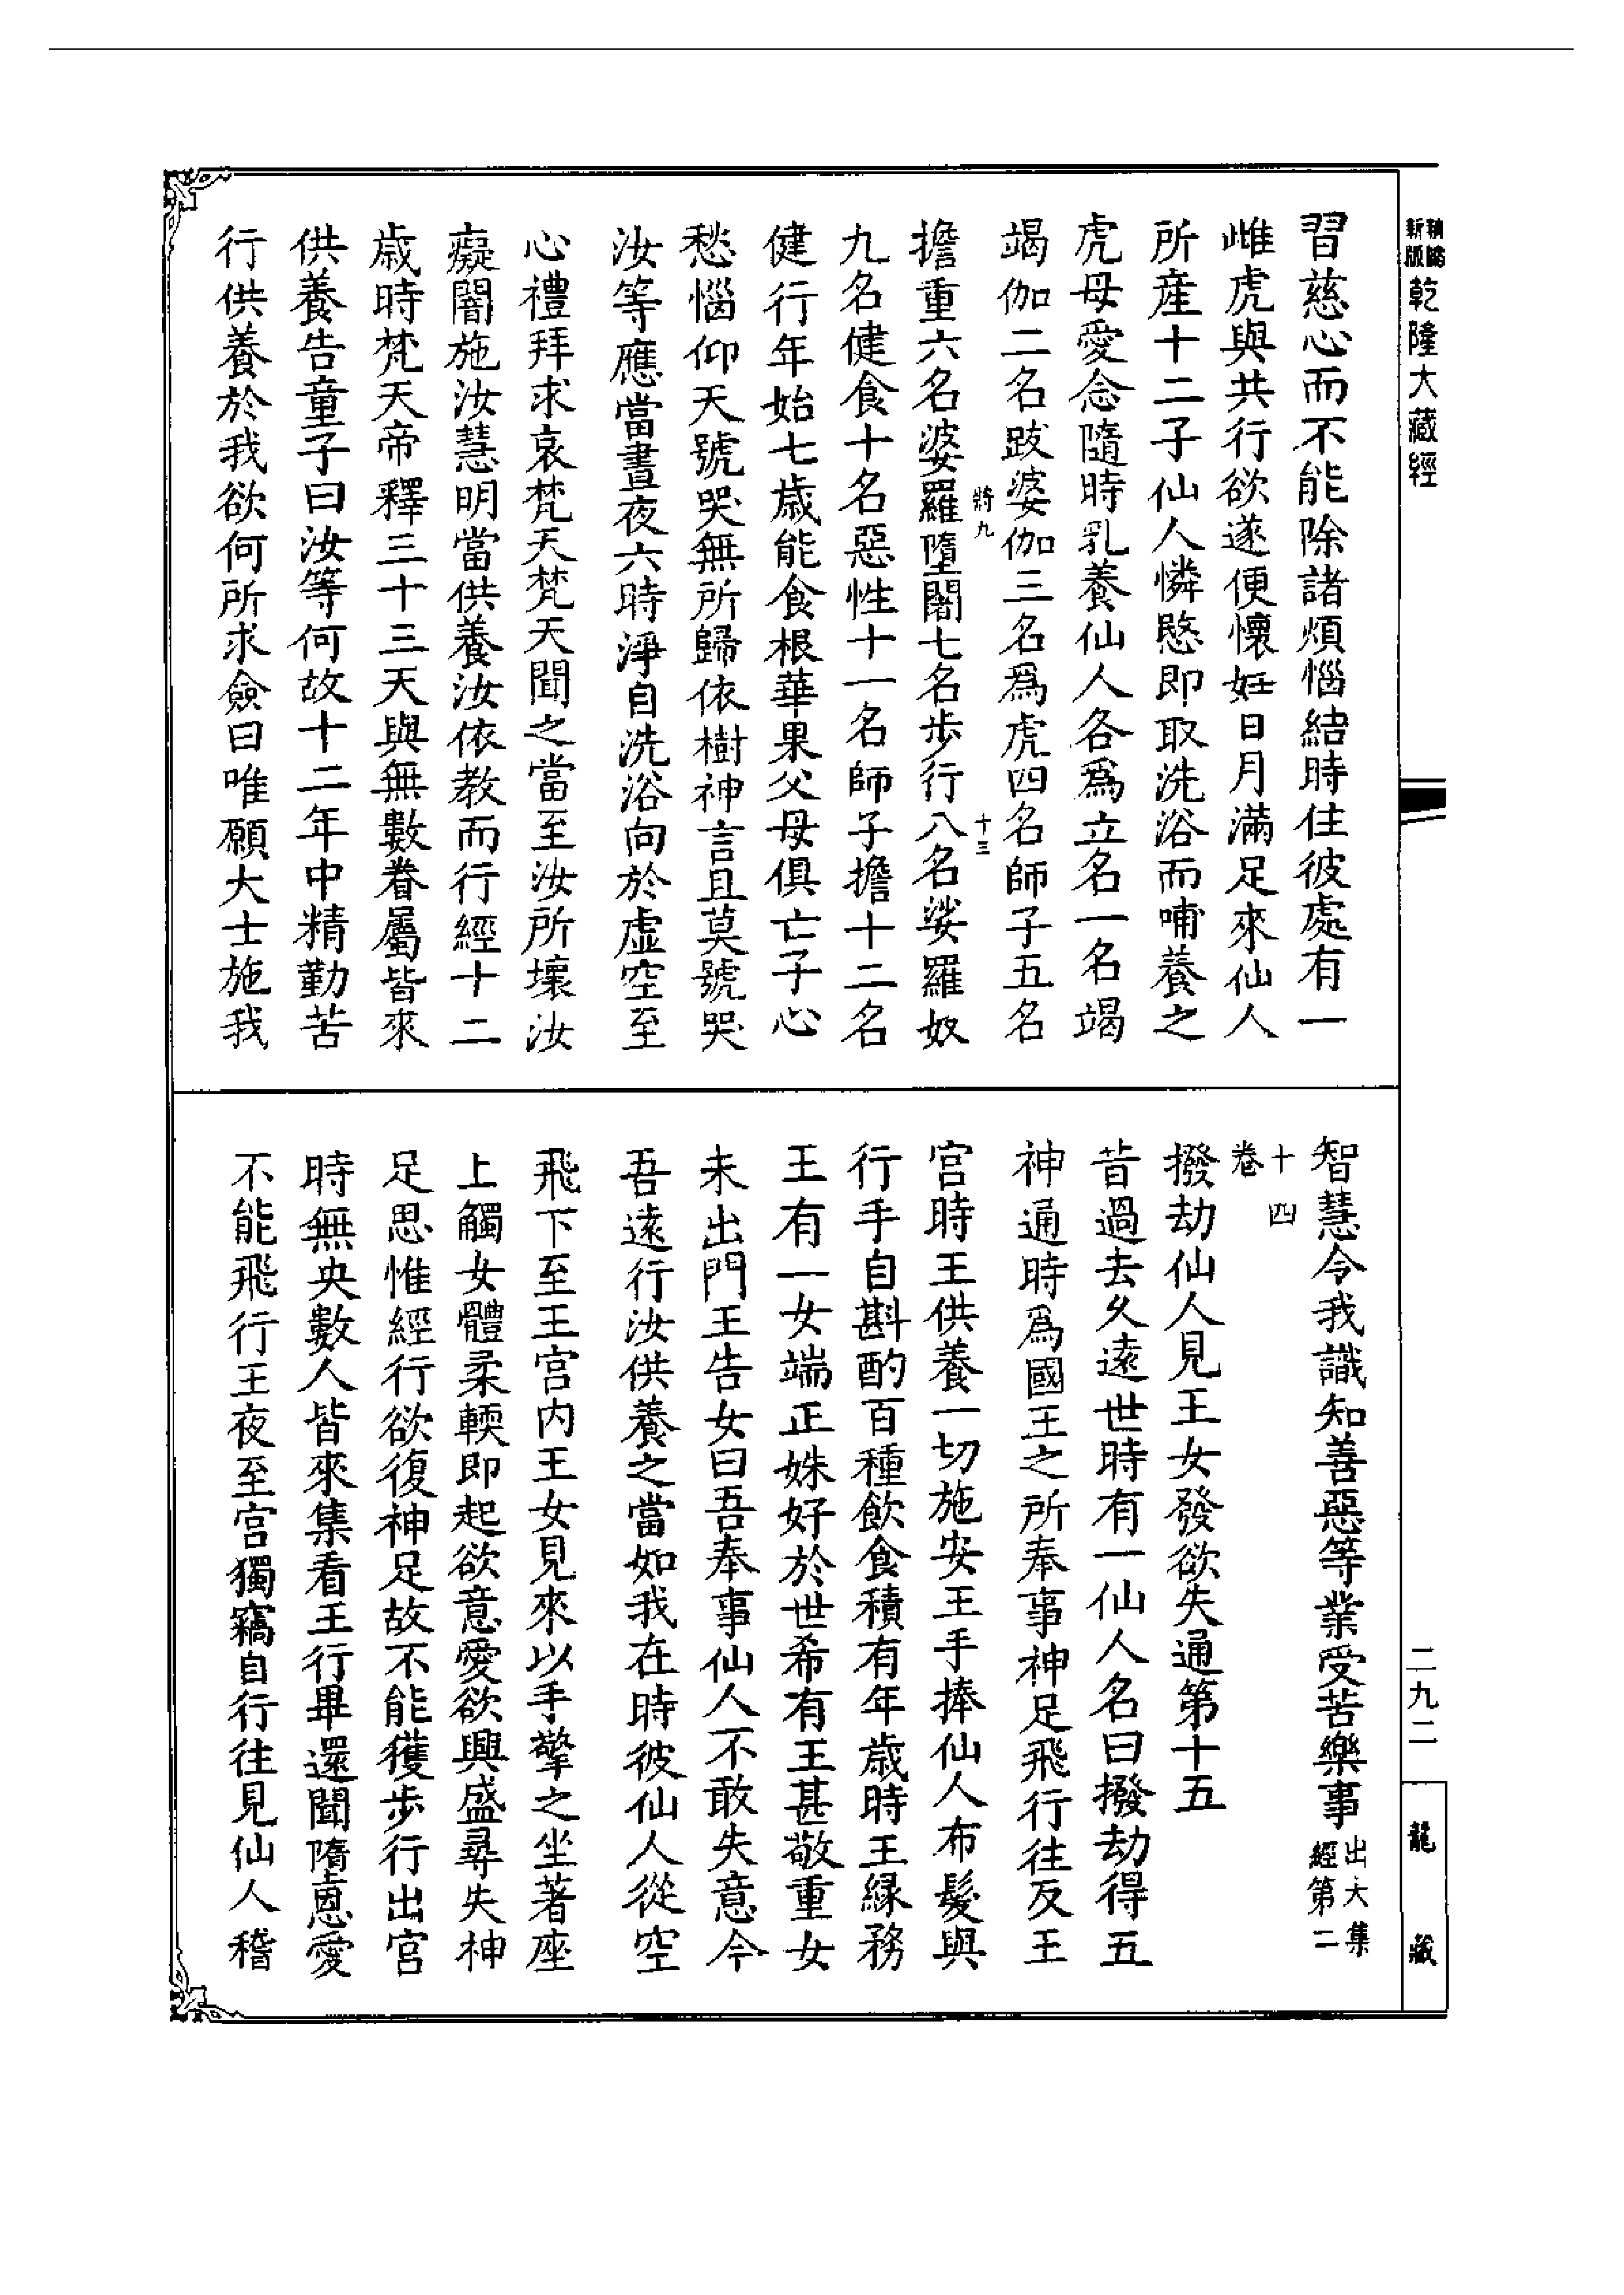 新版
乾隆大藏經
習慈心而不能除諸煩惱結時住彼處有一
雌虎與共行欲遂便懷妊日月滿足來仙人
所産十二子仙人憐愍即取洗浴而哺養之
虎母愛念隨時乳養仙人各爲立名一名竭
竭伽二名跋婆伽三名爲虎四名師子五名
擔重六名婆羅墮闍七名步行八名娑羅奴
將九
十三
九名健食十名惡性十一名師子擔十二名
健行年始七歲能食根華果父母俱亡子心
愁惱仰天號哭無所歸依樹神言且莫號哭
汝等應當晝夜六時淨自洗浴向於虛空至
心禮拜求哀梵天梵天聞之當至汝所壞汝
癡闇施汝慧明當供養汝依教而行經十二
歲時梵天帝釋三十三天與無數眷屬皆來
供養告童子曰汝等何故十二年中精勤苦
行供養於我欲何所求僉曰唯願大士施我
智慧今我識知善惡等業受苦樂事出大集
經第二
十四
卷
撥劫仙人見王女發欲失通第十五
昔過去久遠世時有一仙人名曰撥劫得五
神通時爲國王之所奉事神足飛行往反王
宮時王供養一切施安王手捧仙人布髮與
行手自斟酌百種飲食積有年歲時王緣務
王有一女端正姝好於世希有王甚敬重女
未出門王告女曰吾奉事仙人不敢失意今
吾遠行汝供養之當如我在時彼仙人從空
飛下至王宮內王女見來以手擎之坐著座
上觸女體柔輭即起欲意愛欲興盛尋失神
足思惟經行欲復神足故不能獲步行出宮
時無央數人皆來集看王行畢還聞隋恚愛
不能飛行王夜至宮獨竊自行往見仙人稽
二九二
龍藏